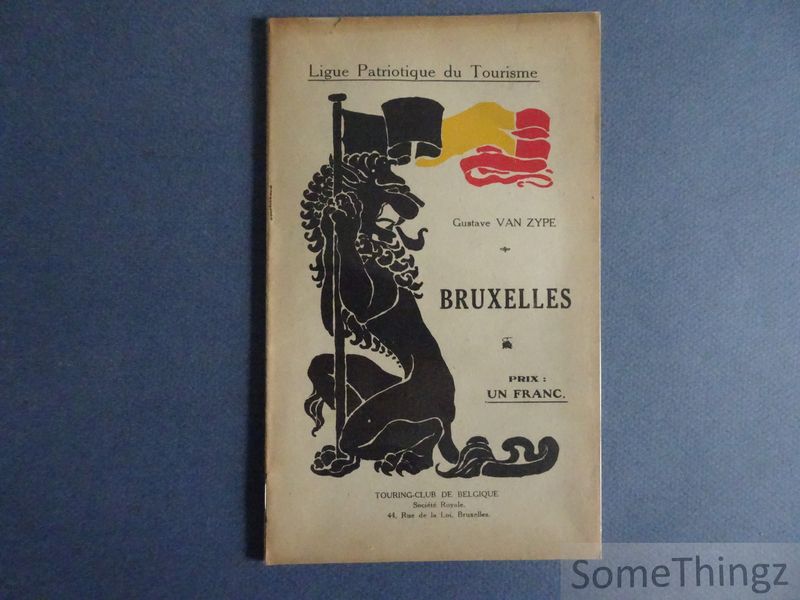 Ligue Patriotique du Tourisme
Gustave VAN ZYPE
BRUXELLES
PRIX :
UN FRANC.
TOURING-CLUB DE BELGIQUE
Société Royale.
44, Rue de la Loi, Bruxelles.
SomeThingz